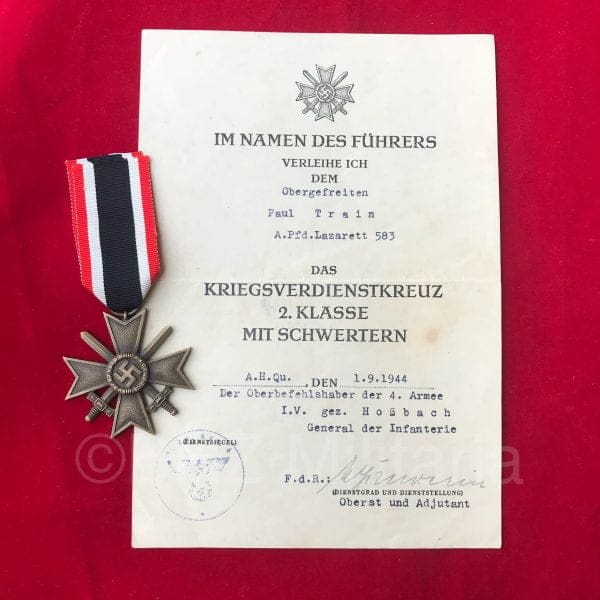 IM NAMEN DES FÜHRERS
VERLEIHE ICH
DEM
Obergefreiten
Paul Train
A.Pfd.Lazarett 583
DAS
KRIEGSVERDIENSTKREUZ
2. KLASSE
MIT SCHWERTERN
A.H.Qu. , DEN 1.9.1944
Der Oberbefehlshaber der 4. Armee
I.V. gez. Hoßbach
General der Infanterie
(DIENSTSIEGEL)
F.d.R.:
(DIENSTGRAD UND DIENSTSTELLUNG)
Oberst und Adjutant